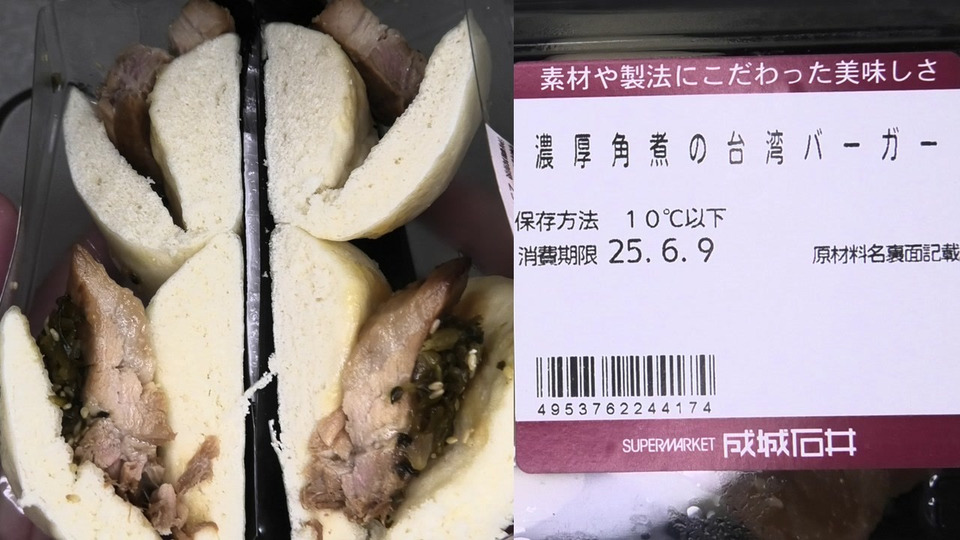 素材や製法にこだわった美味しさ
濃厚角煮の台湾バーガー
保存方法 10℃以下
消費期限 25.6.9 原材料名裏面記載
4953762244174
SUPERMARKET 成城石井